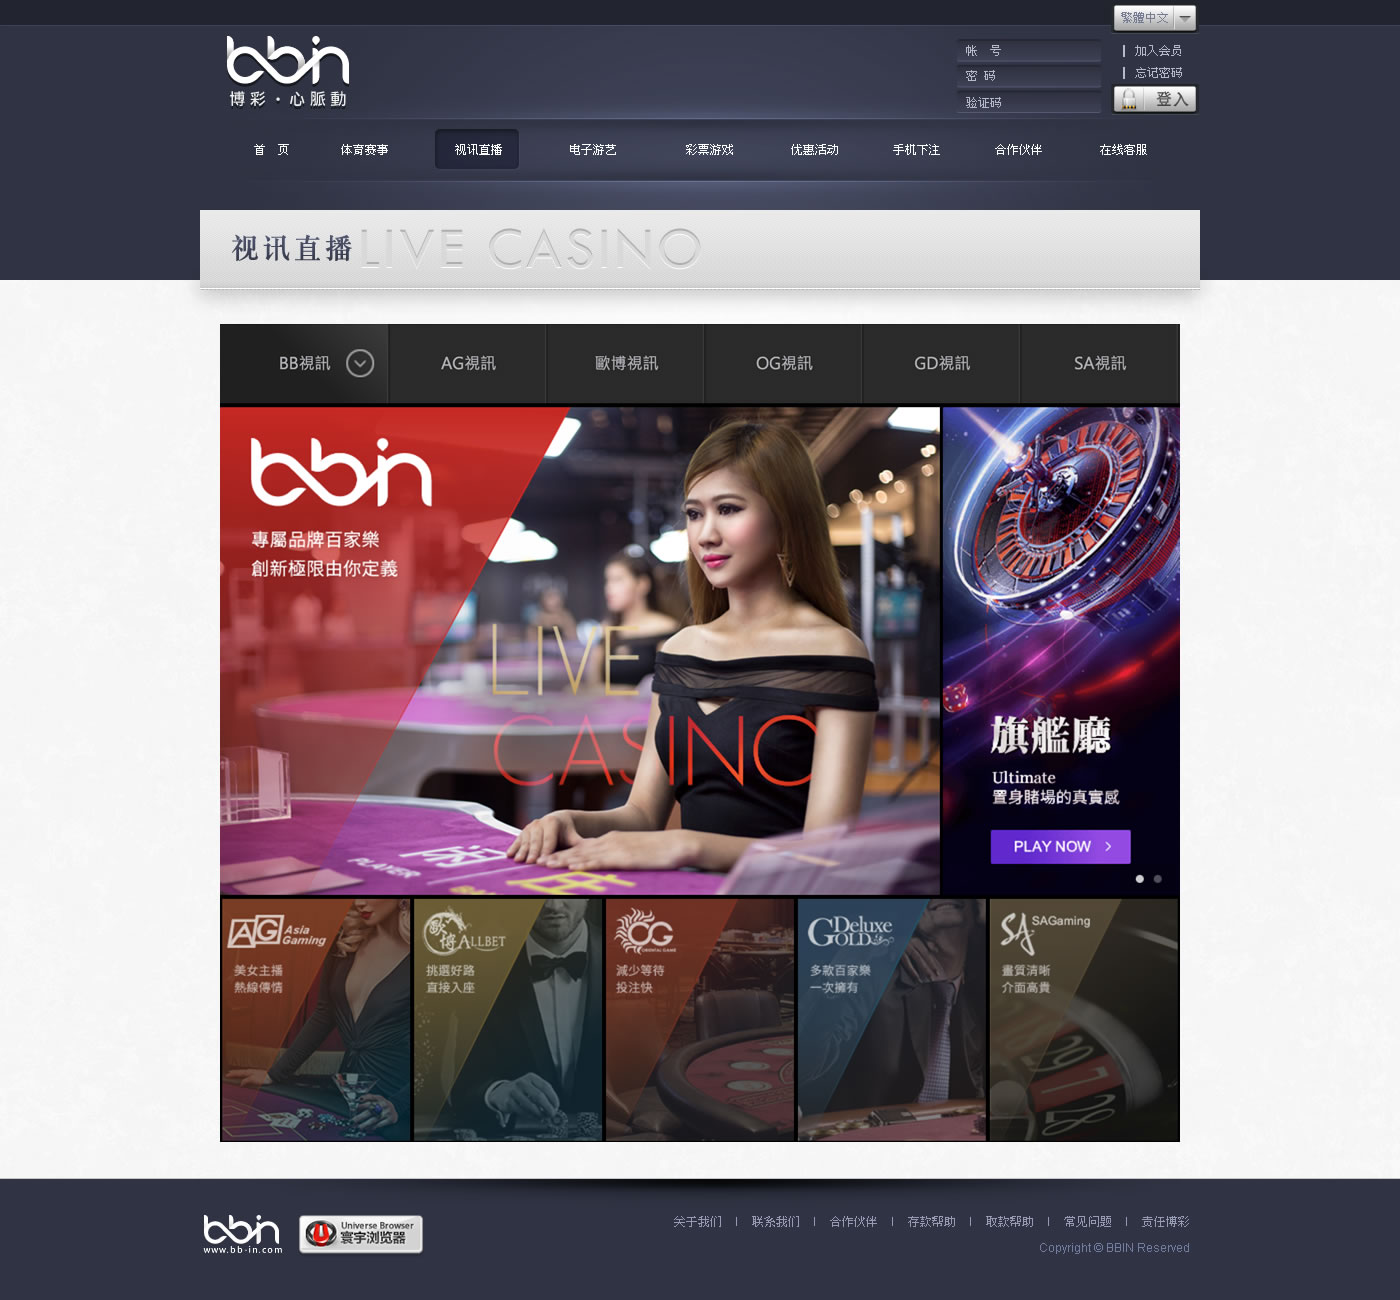 繁體中文
bbin
博彩·心脈動
帐 号
密 码
验证码
加入会员
忘记密码
登入
首 页
体育赛事
视讯直播
电子游艺
彩票游戏
优惠活动
手机下注
合作伙伴
在线客服
视讯直播 LIVE CASINO
BB視訊
AG視訊
歐博視訊
OG視訊
GD視訊
SA視訊
bbin
專屬品牌百家樂
創新極限由你定義
LIVE
CASINO
PLAYER
旗艦廳
Ultimate
置身賭場的真實感
PLAY NOW >
AG Asia Gaming
美女主播
熱線傳情
歐博 ALLBET
挑選好路
直接入座
OG
ORIENTAL GAME
減少等待
投注快
GDeluxe
GOLD
多款百家樂
一次擁有
SA SAGaming
畫質清晰
介面高貴
bbin
www.bb-in.com
Universe Browser
寰宇浏览器
关于我们 | 联系我们 | 合作伙伴 | 存款帮助 | 取款帮助 | 常见问题 | 责任博彩
Copyright © BBIN Reserved